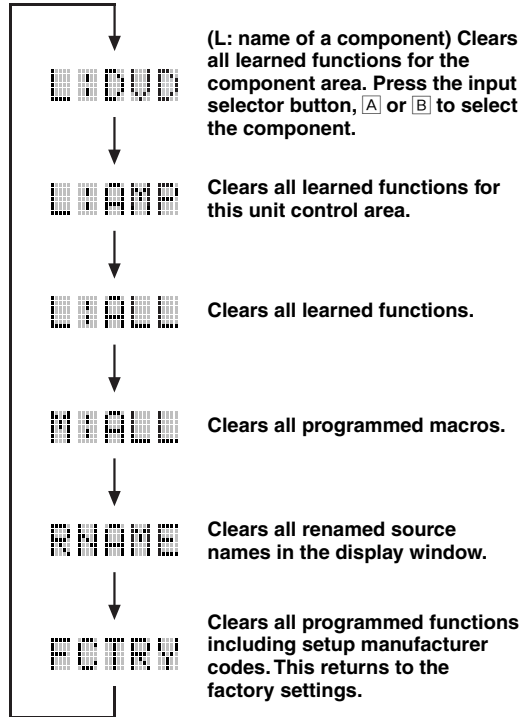 (L: name of a component) Clears
all learned functions for the
component area. Press the input
selector button, A or B to select
the component.
L:DVD
Clears all learned functions for
this unit control area.
L:AMP
Clears all learned functions.
L:ALL
Clears all programmed macros.
M:ALL
Clears all renamed source
names in the display window.
RNAME
Clears all programmed functions
including setup manufacturer
codes. This returns to the
factory settings.
FCTRY